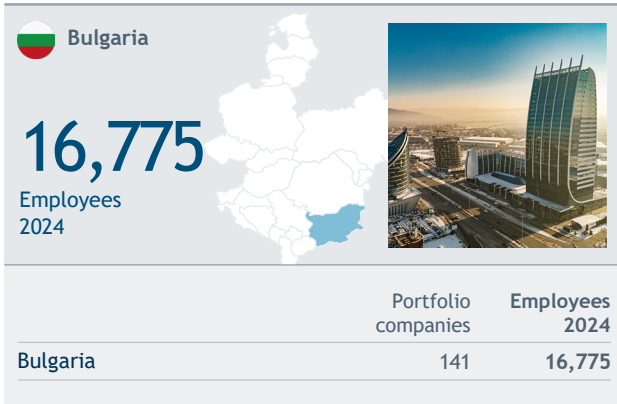 Bulgaria
16,775
Employees
2024
Portfolio companies
Employees 2024
Bulgaria 141 16,775